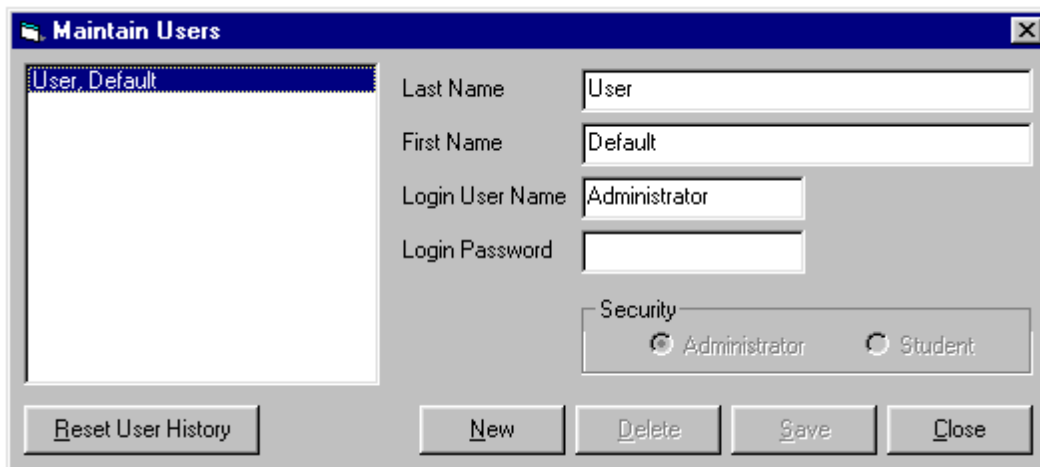 Maintain Users
User, Default
Last Name User
First Name Default
Login User Name Administrator
Login Password
Security
Administrator Student
Reset User History New Delete Save Close